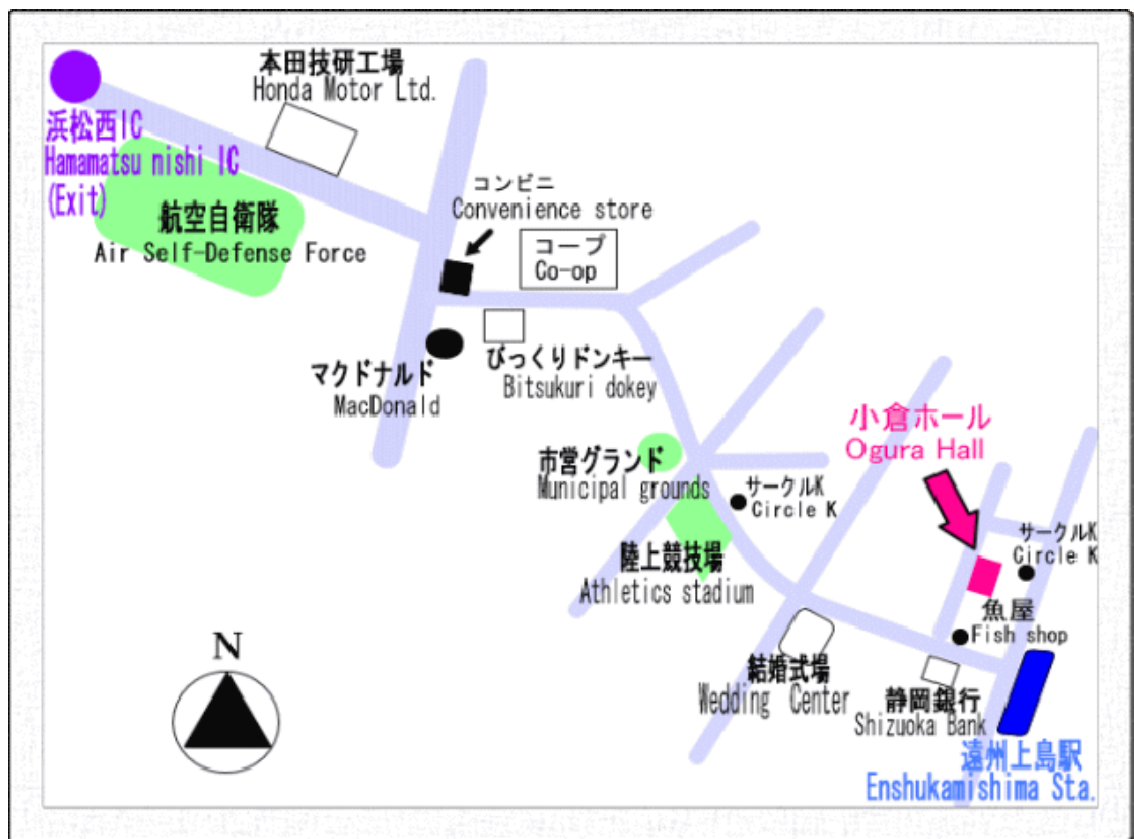 本田技研工場
Honda Motor Ltd.
浜松西IC
Hamamatsu nishi IC
(Exit)
航空自衛隊
Air Self-Defense Force
コンビニ
Convenience store
コープ
Co-op
マクドナルド
MacDonald
びっくりドンキー
Bitsukuri dokey
小倉ホール
Ogura Hall
市営グランド
Municipal grounds
サークルK
Circle K
サークルK
Circle K
陸上競技場
Athletics stadium
魚屋
Fish shop
結婚式場
Wedding Center
静岡銀行
Shizuoka Bank
遠州上島駅
Enshukamishima Sta.
N